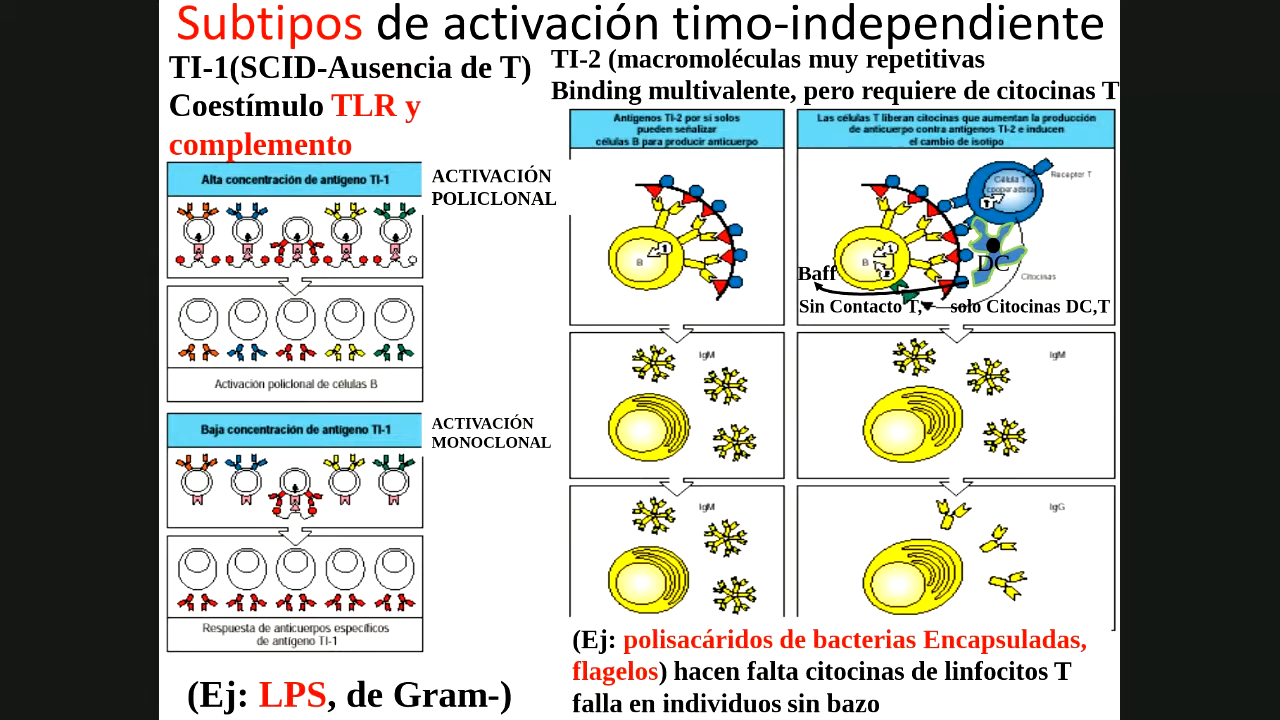 Subtipos de activación timo-independiente
TI-1(SCID-Ausencia de T)
Coestímulo TLR y
complemento
Alta concentración de antígeno TI-1
ACTIVACIÓN
POLICLONAL
Activación policlonal de células B
Baja concentración de antígeno TI-1
ACTIVACIÓN
MONOCLONAL
Respuesta de anticuerpos específicos
de antígeno TI-1
(Ej: LPS, de Gram-)
TI-2 (macromoléculas muy repetitivas
Binding multivalente, pero requiere de citocinas T
Antígenos TI-2 por sí solos
pueden señalizar
células B para producir anticuerpo
B
1
IgM
IgM
Las células T liberan citocinas que aumentan la producción
de anticuerpo contra antígenos TI-2 e inducen
el cambio de isotipo
Célula T
cooperadora
Receptor T
1
B
1
2
DC
Citocinas
Baff
Sin Contacto T, solo Citocinas DC,T
IgM
IgG
(Ej: polisacáridos de bacterias Encapsuladas,
flagelos) hacen falta citocinas de linfocitos T
falla en individuos sin bazo